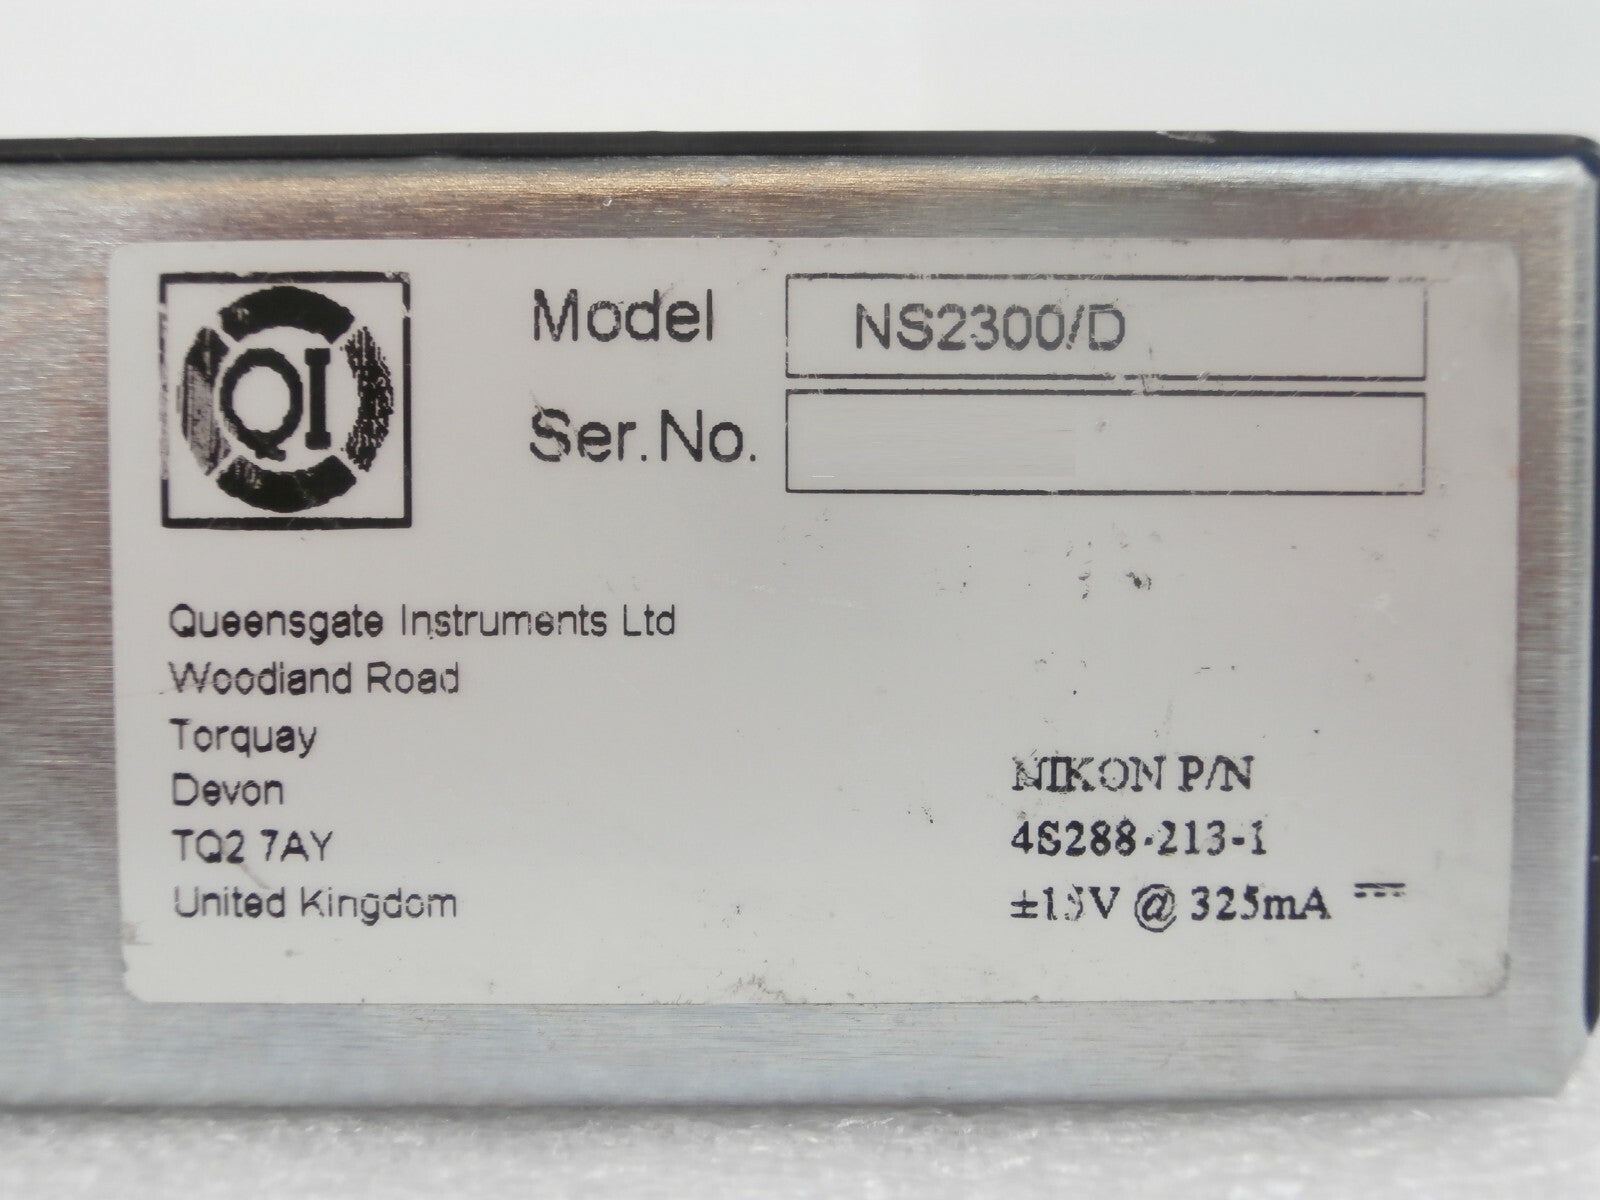 QI
Model NS2300/D
Ser. No.
Queensgate Instruments Ltd
Woodland Road
Torquay
Devon
TQ2 7AY
United Kingdom
NIKON P/N
4S288-213-1
±15V @ 325mA ⎓